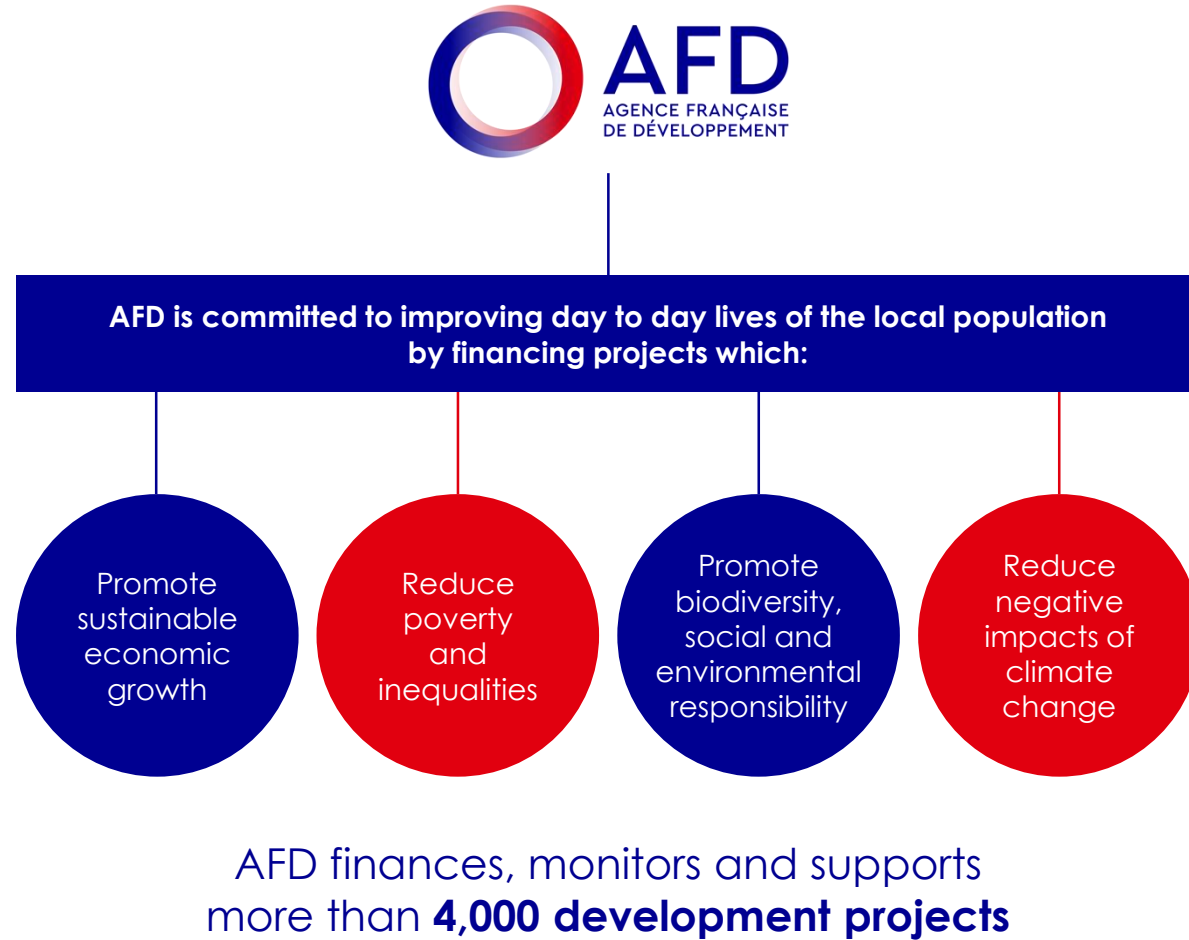 AFD
AGENCE FRANÇAISE
DE DÉVELOPPEMENT
AFD is committed to improving day to day lives of the local population
by financing projects which:
Promote
sustainable
economic
growth
Reduce
poverty
and
inequalities
Promote
biodiversity,
social and
environmental
responsibility
Reduce
negative
impacts of
climate
change
AFD finances, monitors and supports
more than 4,000 development projects